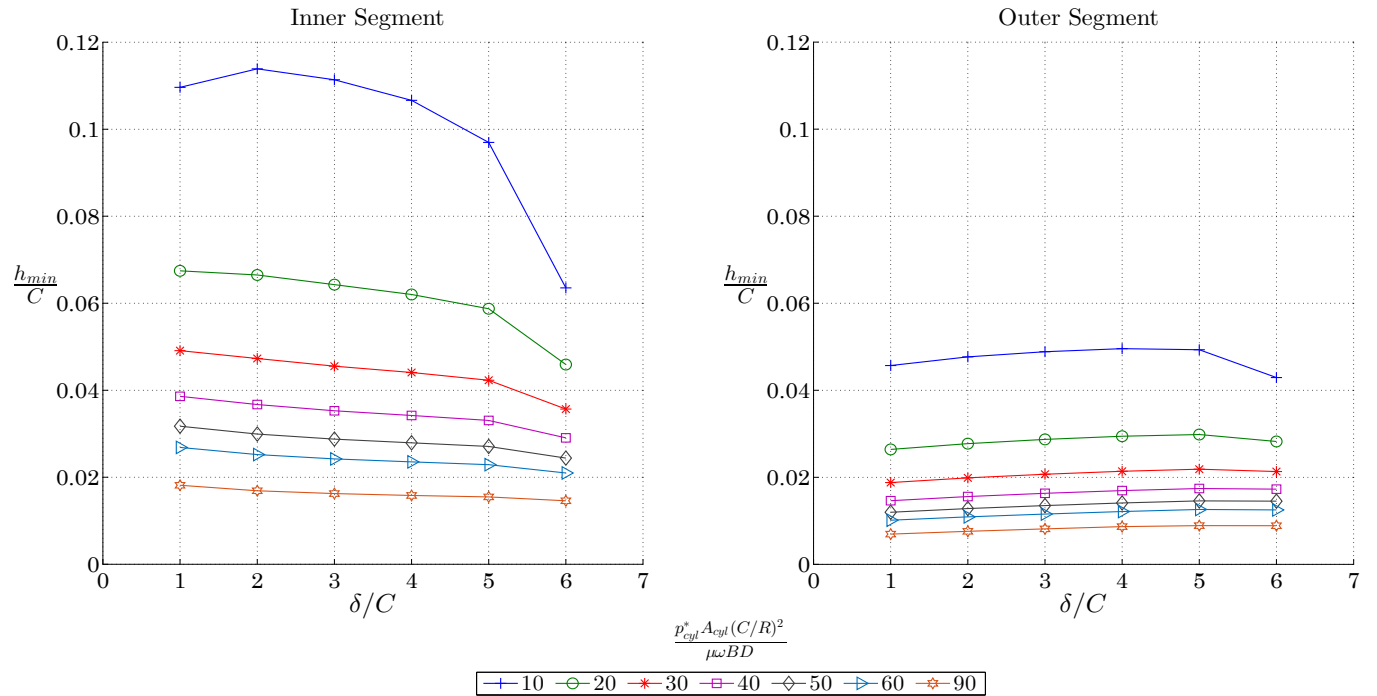 Inner Segment
0.12
0.1
0.08
0.06
0.04
0.02
0
h_min/C
0 1 2 3 4 5 6 7
δ/C
Outer Segment
0.12
0.1
0.08
0.06
0.04
0.02
0
h_min/C
0 1 2 3 4 5 6 7
δ/C
p*_cyl A_cyl (C/R)²
μωBD
10 20 30 40 50 60 90